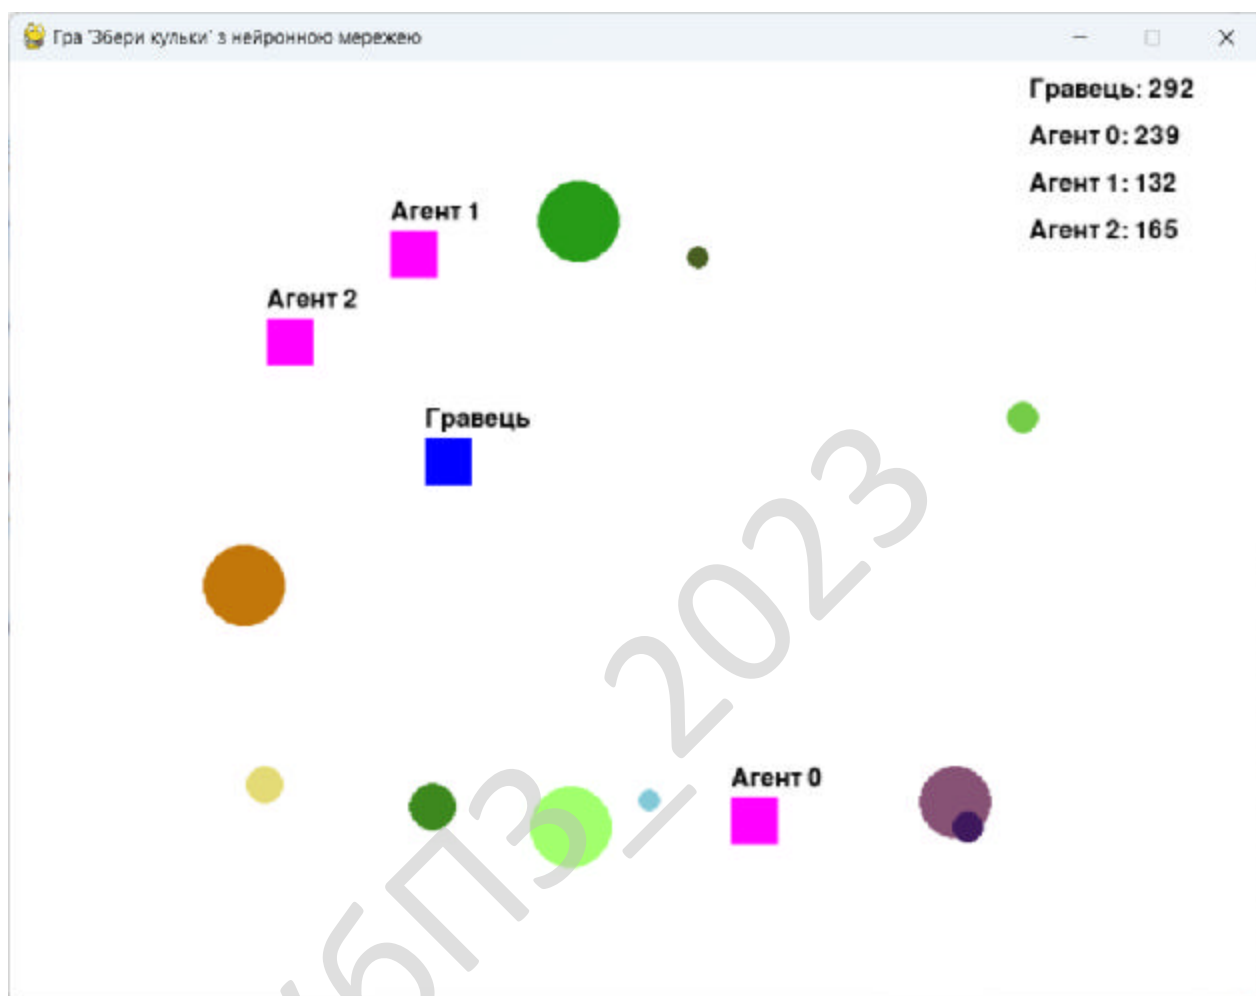 Гра 'Збери кульки' з нейронною мережею
Гравець: 292
Агент 0: 239
Агент 1: 132
Агент 2: 165
Агент 1
Агент 2
Гравець
Агент 0
6ПЗ_2023